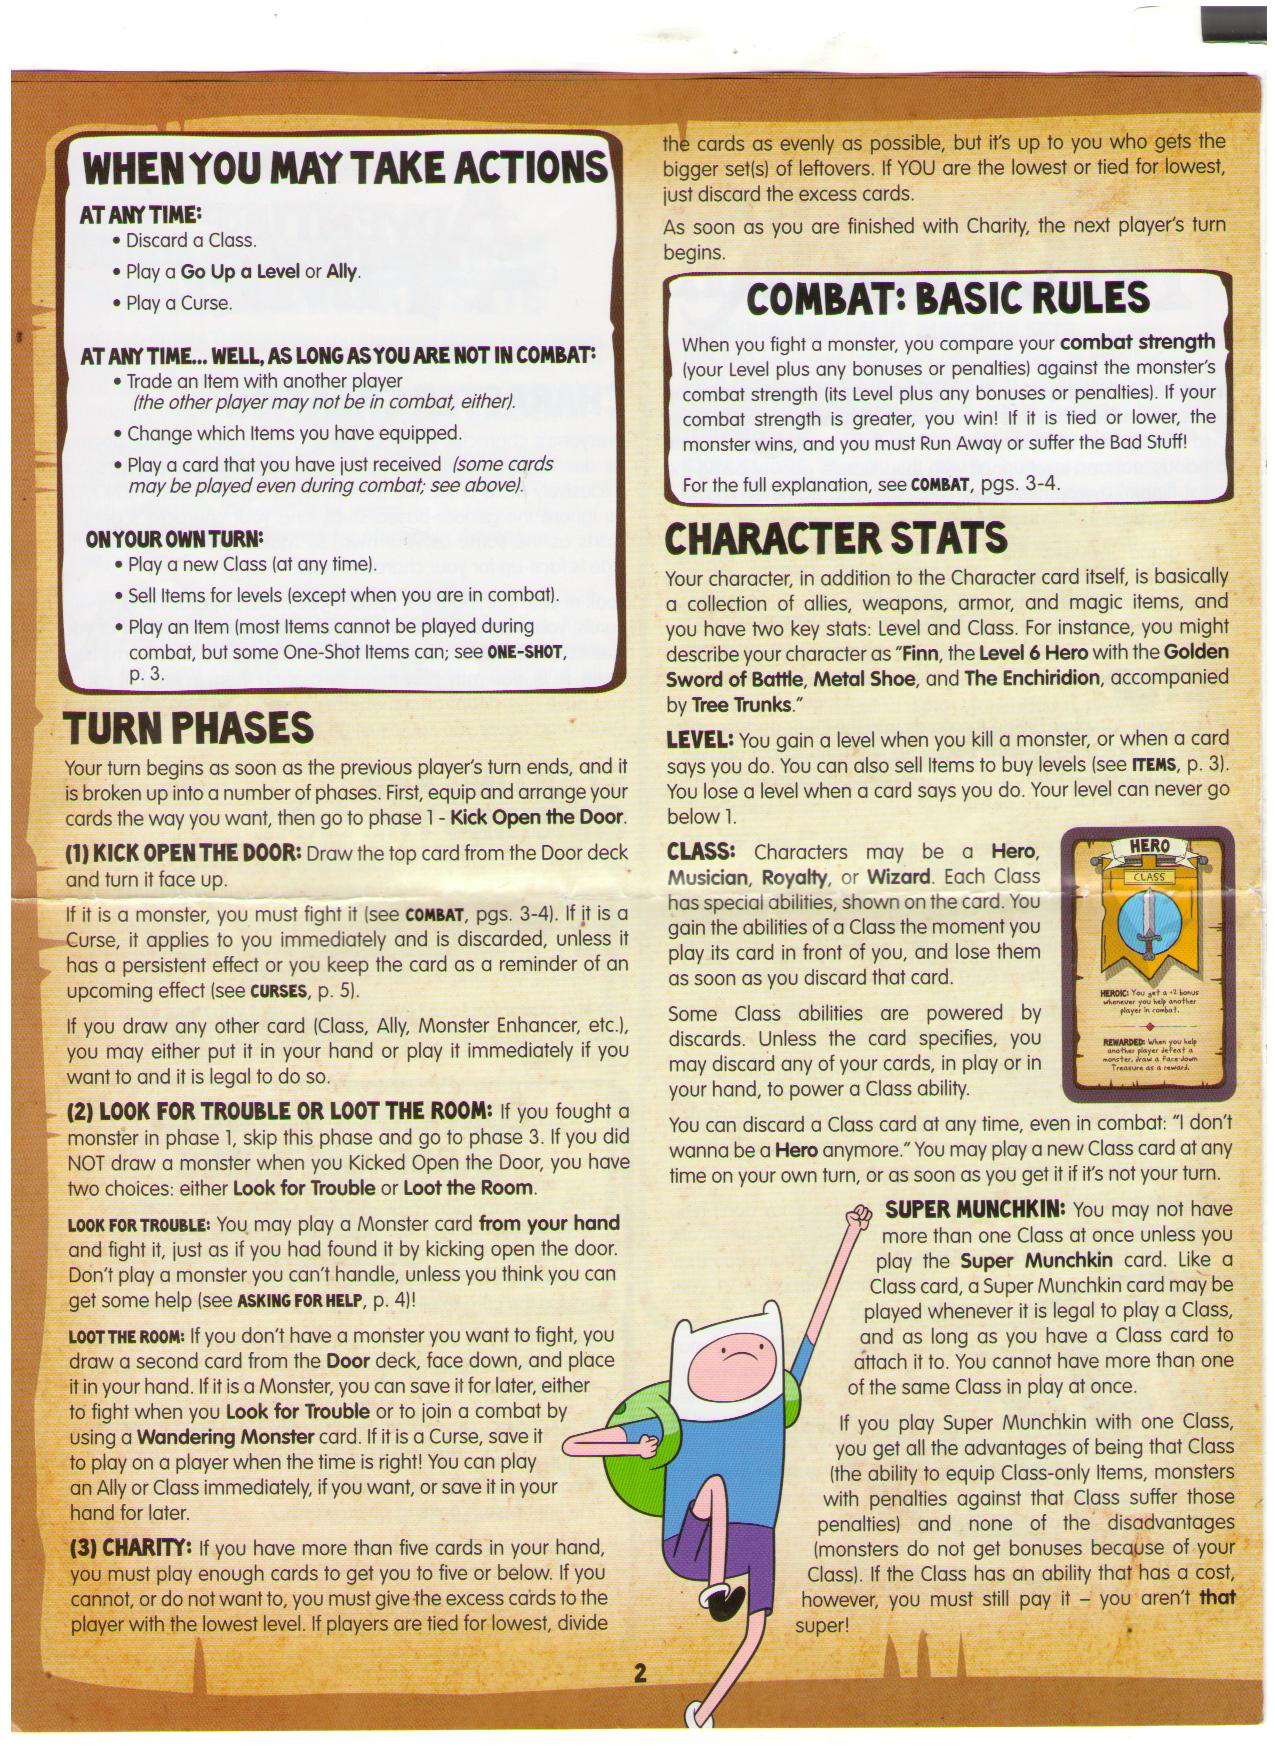 WHEN YOU MAY TAKE ACTIONS
AT ANY TIME:
• Discard a Class.
• Play a Go Up a Level or Ally.
• Play a Curse.
AT ANY TIME... WELL, AS LONG AS YOU ARE NOT IN COMBAT:
• Trade an Item with another player
(the other player may not be in combat, either).
• Change which Items you have equipped.
• Play a card that you have just received (some cards
may be played even during combat; see above).
ON YOUR OWN TURN:
• Play a new Class (at any time).
• Sell Items for levels (except when you are in combat).
• Play an Item (most Items cannot be played during
combat, but some One-Shot Items can; see ONE-SHOT,
p. 3.
TURN PHASES
Your turn begins as soon as the previous player's turn ends, and it
is broken up into a number of phases. First, equip and arrange your
cards the way you want, then go to phase 1 - Kick Open the Door.
(1) KICK OPEN THE DOOR: Draw the top card from the Door deck
and turn it face up.
If it is a monster, you must fight it (see COMBAT, pgs. 3-4). If it is a
Curse, it applies to you immediately and is discarded, unless it
has a persistent effect or you keep the card as a reminder of an
upcoming effect (see CURSES, p. 5).
If you draw any other card (Class, Ally, Monster Enhancer, etc.),
you may either put it in your hand or play it immediately if you
want to and it is legal to do so.
(2) LOOK FOR TROUBLE OR LOOT THE ROOM: If you fought a
monster in phase 1, skip this phase and go to phase 3. If you did
NOT draw a monster when you Kicked Open the Door, you have
two choices: either Look for Trouble or Loot the Room.
LOOK FOR TROUBLE: You may play a Monster card from your hand
and fight it, just as if you had found it by kicking open the door.
Don't play a monster you can't handle, unless you think you can
get some help (see ASKING FOR HELP, p. 4)!
LOOT THE ROOM: If you don't have a monster you want to fight, you
draw a second card from the Door deck, face down, and place
it in your hand. If it is a Monster, you can save it for later, either
to fight when you Look for Trouble or to join a combat by
using a Wandering Monster card. If it is a Curse, save it
to play on a player when the time is right! You can play
an Ally or Class immediately, if you want, or save it in your
hand for later.
(3) CHARITY: If you have more than five cards in your hand,
you must play enough cards to get you to five or below. If you
cannot, or do not want to, you must give the excess cards to the
player with the lowest level. If players are tied for lowest, divide
the cards as evenly as possible, but it's up to you who gets the
bigger set(s) of leftovers. If YOU are the lowest or tied for lowest,
just discard the excess cards.
As soon as you are finished with Charity, the next player's turn
begins.
COMBAT: BASIC RULES
When you fight a monster, you compare your combat strength
(your Level plus any bonuses or penalties) against the monster's
combat strength (its Level plus any bonuses or penalties). If your
combat strength is greater, you win! If it is tied or lower, the
monster wins, and you must Run Away or suffer the Bad Stuff!
For the full explanation, see COMBAT, pgs. 3-4.
CHARACTER STATS
Your character, in addition to the Character card itself, is basically
a collection of allies, weapons, armor, and magic items, and
you have two key stats: Level and Class. For instance, you might
describe your character as "Finn, the Level 6 Hero with the Golden
Sword of Battle, Metal Shoe, and The Enchiridion, accompanied
by Tree Trunks."
LEVEL: You gain a level when you kill a monster, or when a card
says you do. You can also sell Items to buy levels (see ITEMS, p. 3).
You lose a level when a card says you do. Your level can never go
below 1.
CLASS: Characters may be a Hero,
Musician, Royalty, or Wizard. Each Class
has special abilities, shown on the card. You
gain the abilities of a Class the moment you
play its card in front of you, and lose them
as soon as you discard that card.
Some Class abilities are powered by
discards. Unless the card specifies, you
may discard any of your cards, in play or in
your hand, to power a Class ability.
HERO
CLASS
HEROIC: You get a +2 bonus
whenever you help another
player in combat.
REWARDED: When you help
another player defeat a
monster, draw a face-down
Treasure as a reward.
You can discard a Class card at any time, even in combat: "I don't
wanna be a Hero anymore." You may play a new Class card at any
time on your own turn, or as soon as you get it if it's not your turn.
SUPER MUNCHKIN: You may not have
more than one Class at once unless you
play the Super Munchkin card. Like a
Class card, a Super Munchkin card may be
played whenever it is legal to play a Class,
and as long as you have a Class card to
attach it to. You cannot have more than one
of the same Class in play at once.
If you play Super Munchkin with one Class,
you get all the advantages of being that Class
(the ability to equip Class-only Items, monsters
with penalties against that Class suffer those
penalties) and none of the disadvantages
(monsters do not get bonuses because of your
Class). If the Class has an ability that has a cost,
however, you must still pay it – you aren't that
super!
2